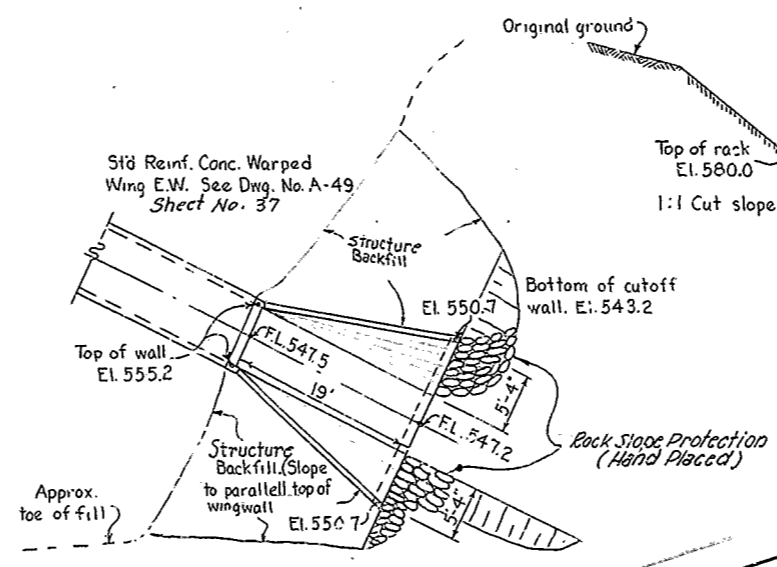 Original ground
Top of rack
El. 580.0
1:1 Cut slope
Std Reinf. Conc. Warped
Wing E.W. See Dwg. No. A-49
Sheet No. 37
structure
Backfill
Bottom of cutoff
wall. El. 543.2
El. 550.7
F.L. 547.5
Top of wall
El. 555.2
19'
5'-4"
F.L. 547.2
Rock Slope Protection
(Hand Placed)
Structure
Backfill (Slope
to parallell top of
wingwall
El. 550.7
5'-4"
Approx.
toe of fill